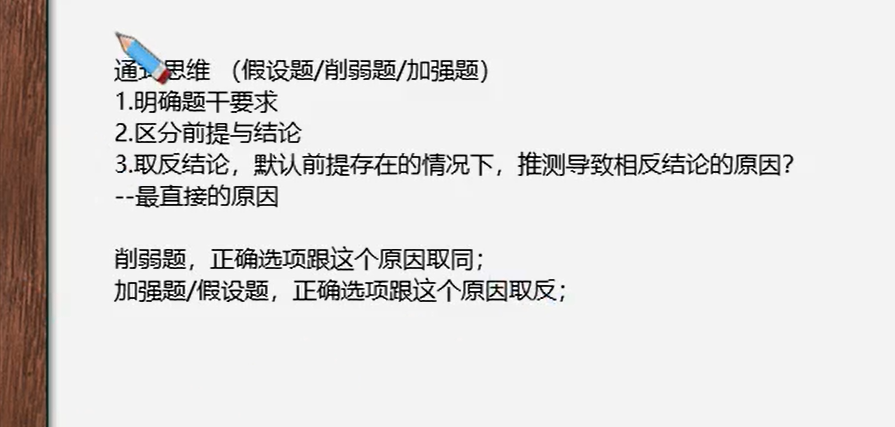 通 思维 （假设题/削弱题/加强题）
1.明确题干要求
2.区分前提与结论
3.取反结论，默认前提存在的情况下，推测导致相反结论的原因？
--最直接的原因
削弱题，正确选项跟这个原因取同；
加强题/假设题，正确选项跟这个原因取反；